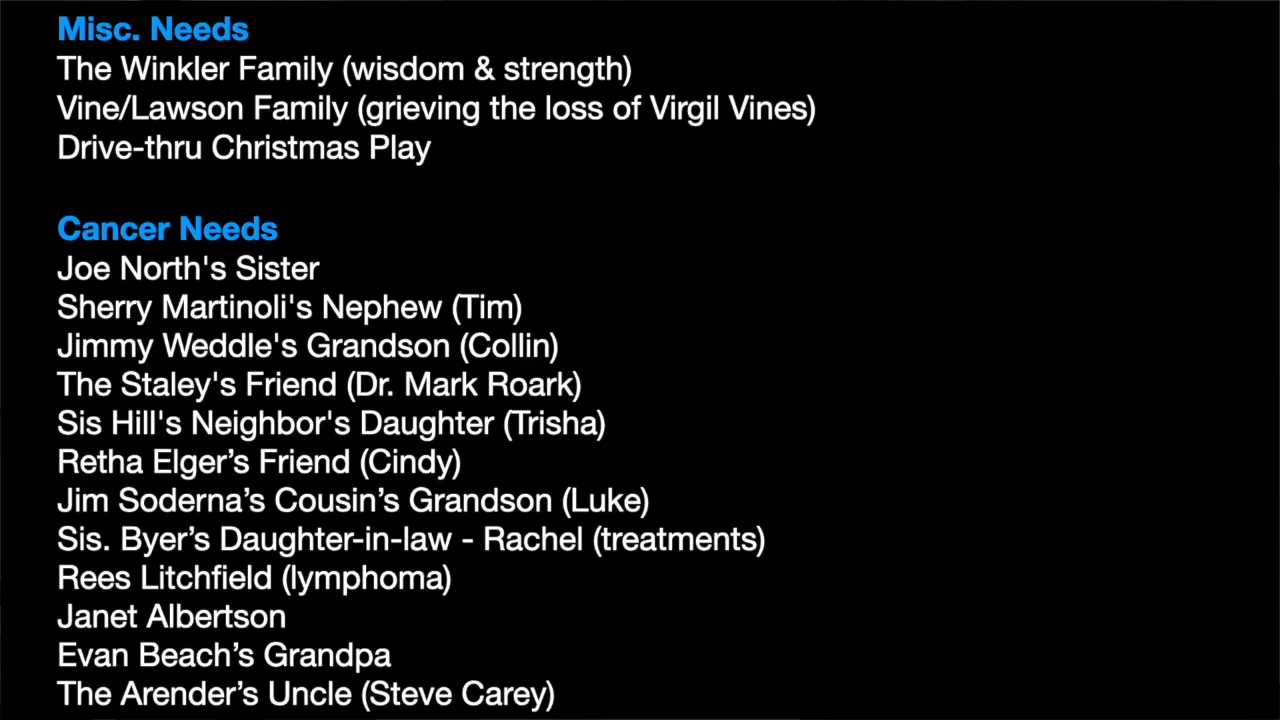 Misc. Needs
The Winkler Family (wisdom & strength)
Vine/Lawson Family (grieving the loss of Virgil Vines)
Drive-thru Christmas Play
Cancer Needs
Joe North's Sister
Sherry Martinoli's Nephew (Tim)
Jimmy Weddle's Grandson (Collin)
The Staley's Friend (Dr. Mark Roark)
Sis Hill's Neighbor's Daughter (Trisha)
Retha Elger’s Friend (Cindy)
Jim Soderna’s Cousin’s Grandson (Luke)
Sis. Byer’s Daughter-in-law - Rachel (treatments)
Rees Litchfield (lymphoma)
Janet Albertson
Evan Beach’s Grandpa
The Arender’s Uncle (Steve Carey)